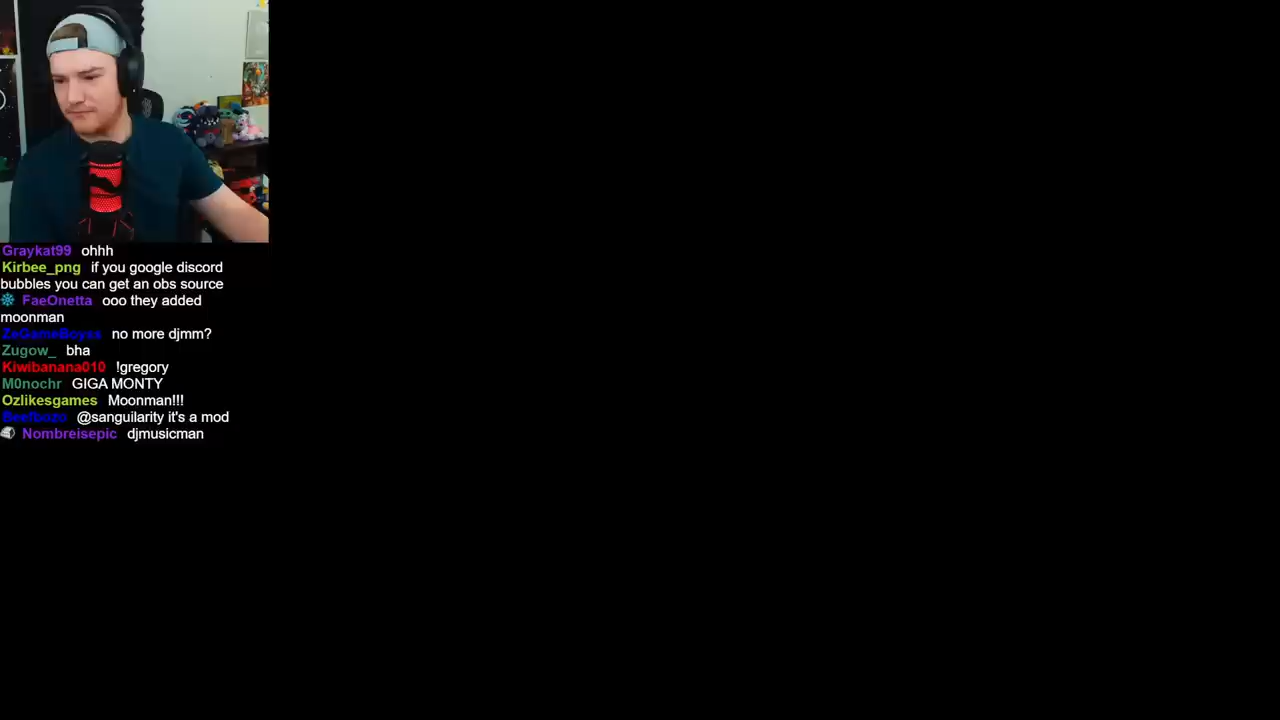 Graykat99 ohhh
Kirbee_png if you google discord
bubbles you can get an obs source
FaeOnetta ooo they added
moonman
ZeGameBoyss no more djmm?
Zugow_ bha
Kiwibanana010 !gregory
M0nochr GIGA MONTY
Ozlikesgames Moonman!!!
Beefbozo @sanguilarity it's a mod
Nombreisepic djmusicman